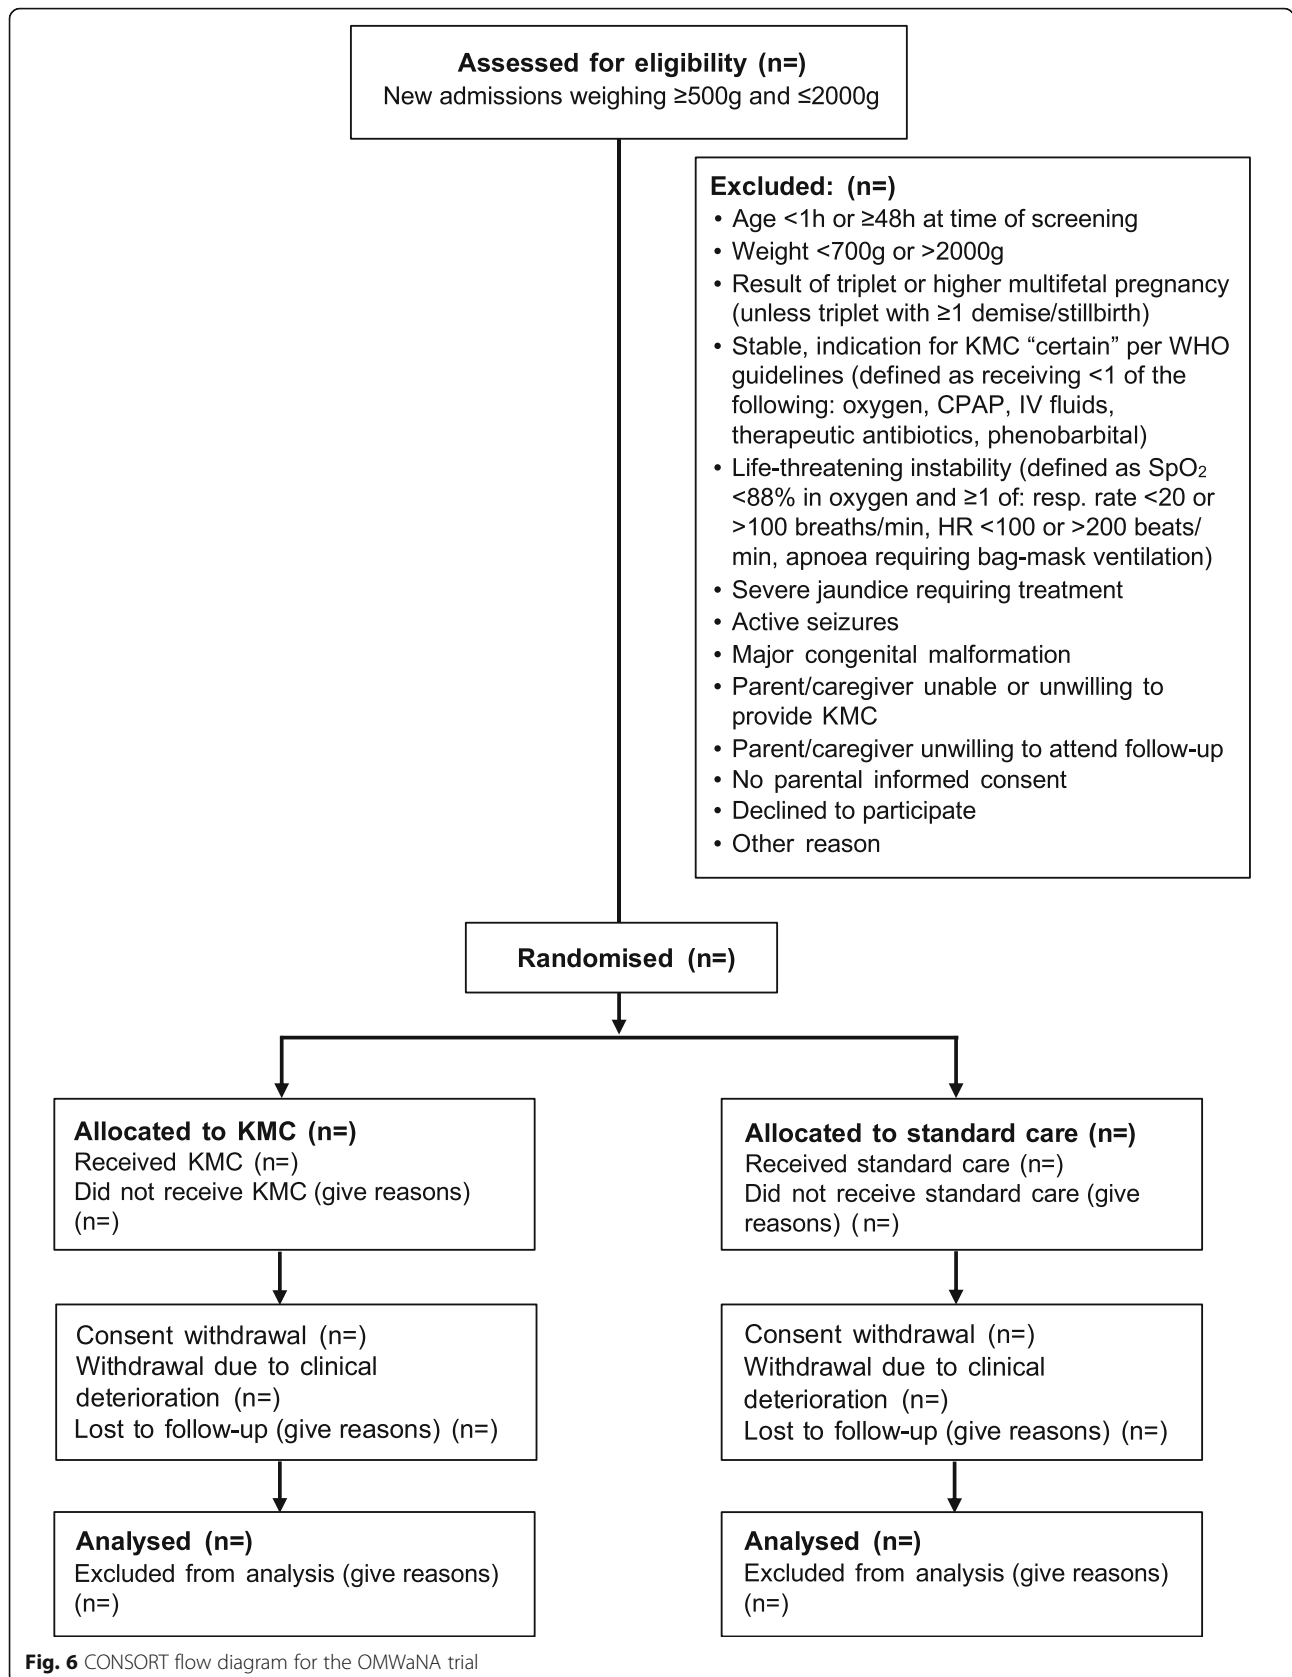 Assessed for eligibility (n=)
New admissions weighing ≥500g and ≤2000g
Excluded: (n=)
• Age <1h or ≥48h at time of screening
• Weight <700g or >2000g
• Result of triplet or higher multifetal pregnancy
(unless triplet with ≥1 demise/stillbirth)
• Stable, indication for KMC “certain” per WHO
guidelines (defined as receiving <1 of the
following: oxygen, CPAP, IV fluids,
therapeutic antibiotics, phenobarbital)
• Life-threatening instability (defined as SpO₂
<88% in oxygen and ≥1 of: resp. rate <20 or
>100 breaths/min, HR <100 or >200 beats/
min, apnoea requiring bag-mask ventilation)
• Severe jaundice requiring treatment
• Active seizures
• Major congenital malformation
• Parent/caregiver unable or unwilling to
provide KMC
• Parent/caregiver unwilling to attend follow-up
• No parental informed consent
• Declined to participate
• Other reason
Randomised (n=)
Allocated to KMC (n=)
Received KMC (n=)
Did not receive KMC (give reasons)
(n=)
Allocated to standard care (n=)
Received standard care (n=)
Did not receive standard care (give
reasons) (n=)
Consent withdrawal (n=)
Withdrawal due to clinical
deterioration (n=)
Lost to follow-up (give reasons) (n=)
Consent withdrawal (n=)
Withdrawal due to clinical
deterioration (n=)
Lost to follow-up (give reasons) (n=)
Analysed (n=)
Excluded from analysis (give reasons)
(n=)
Analysed (n=)
Excluded from analysis (give reasons)
(n=)
Fig. 6 CONSORT flow diagram for the OMWaNA trial